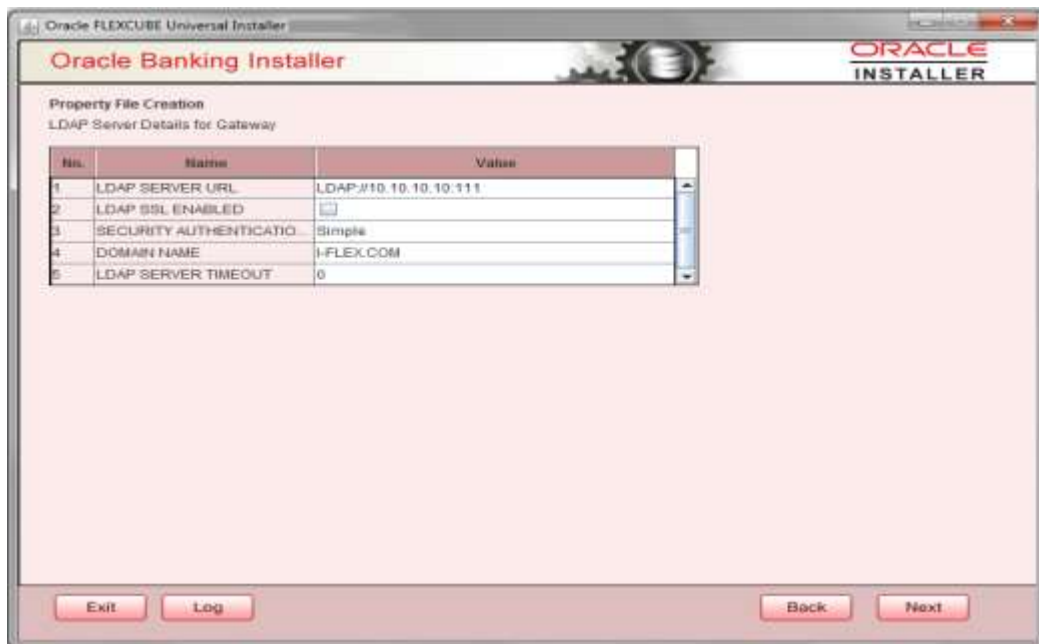 Oracle FLEXCUBE Universal Installer
Oracle Banking Installer
ORACLE
INSTALLER
Property File Creation
LDAP Server Details for Gateway
No. Name Value
1 LDAP SERVER URL LDAP://10.10.10.10:111
2 LDAP SSL ENABLED
3 SECURITY AUTHENTICATIO... Simple
4 DOMAIN NAME I-FLEX.COM
5 LDAP SERVER TIMEOUT 0
Exit Log Back Next